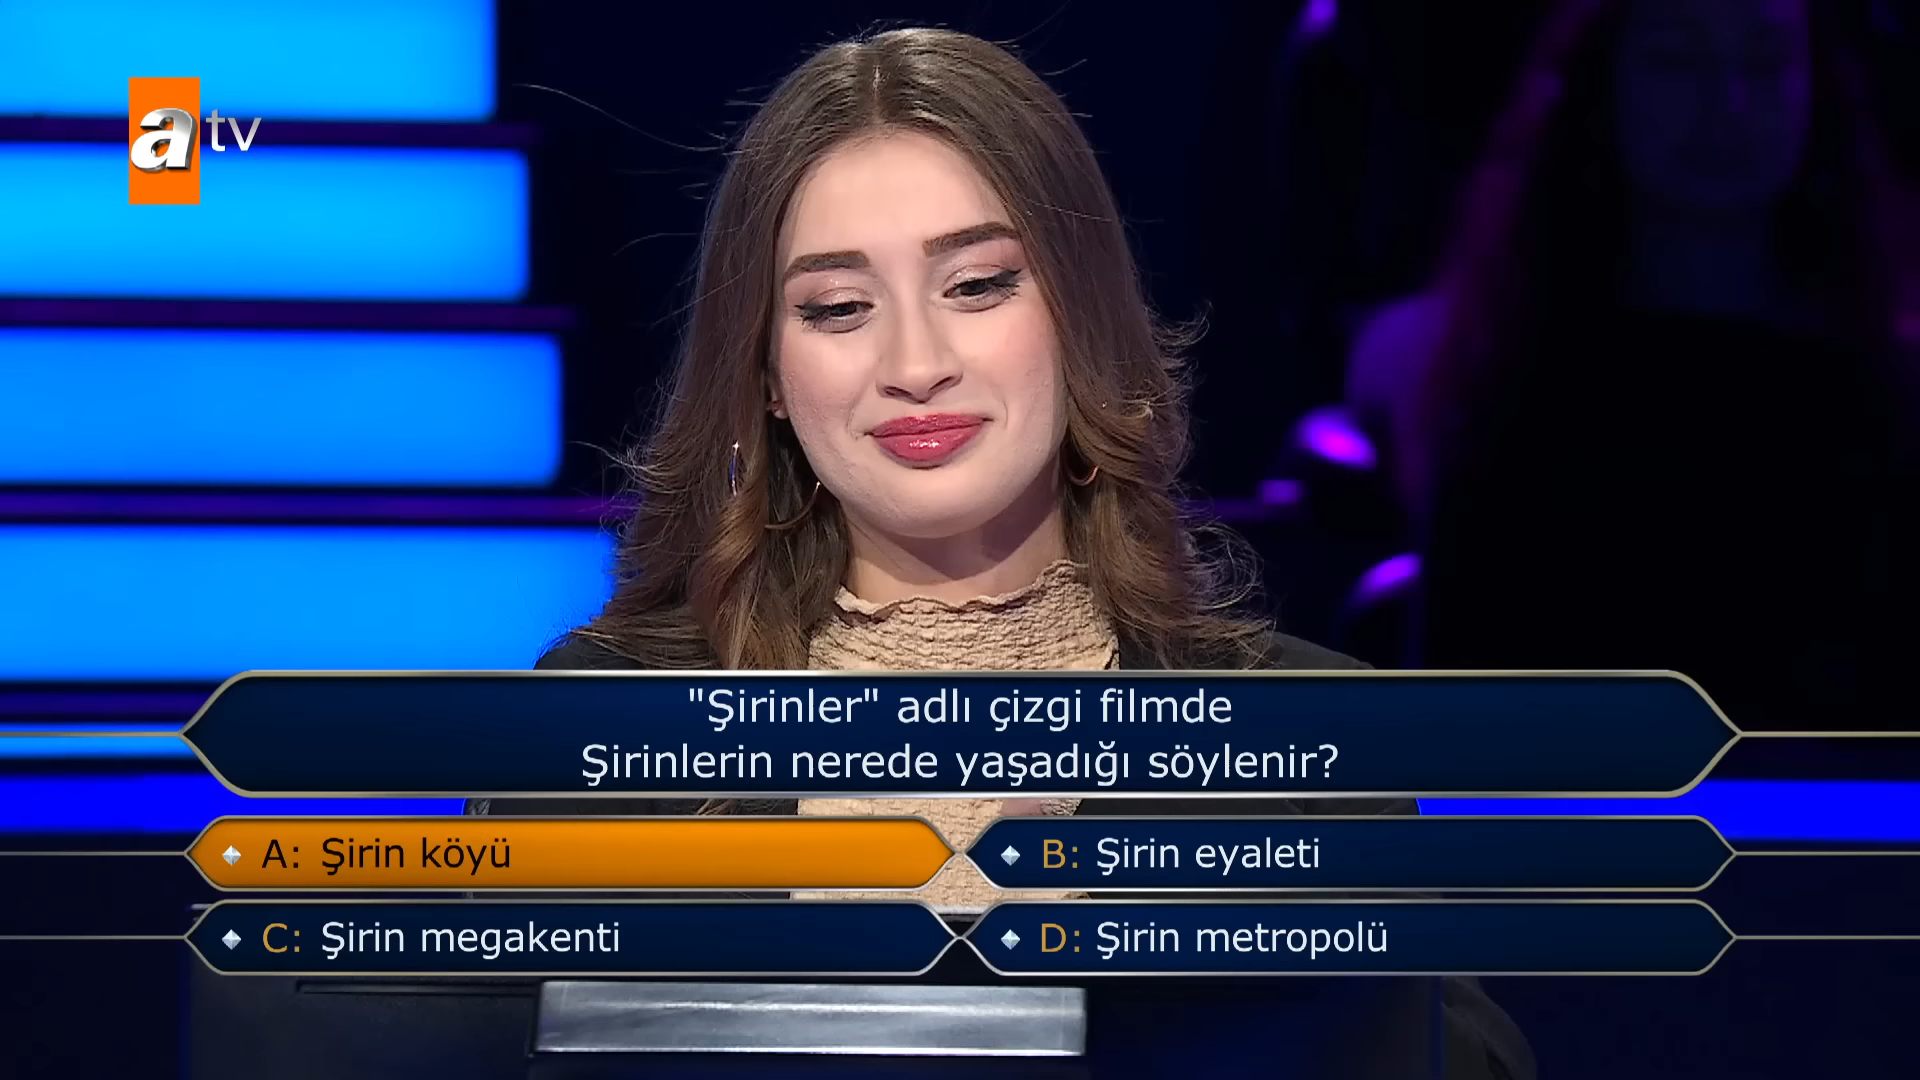 atv
"Şirinler" adlı çizgi filmde
Şirinlerin nerede yaşadığı söylenir?
A: Şirin köyü
B: Şirin eyaleti
C: Şirin megakenti
D: Şirin metropolü